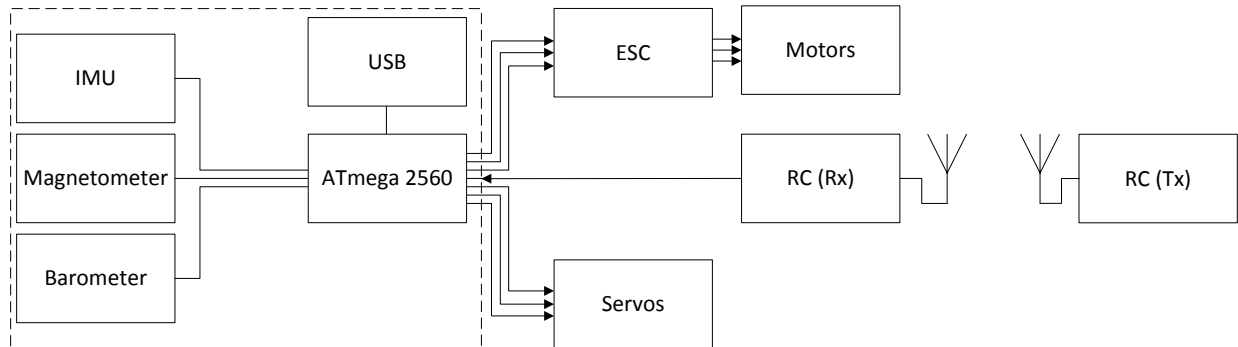 IMU
USB
ESC
Motors
Magnetometer
ATmega 2560
RC (Rx)
RC (Tx)
Barometer
Servos